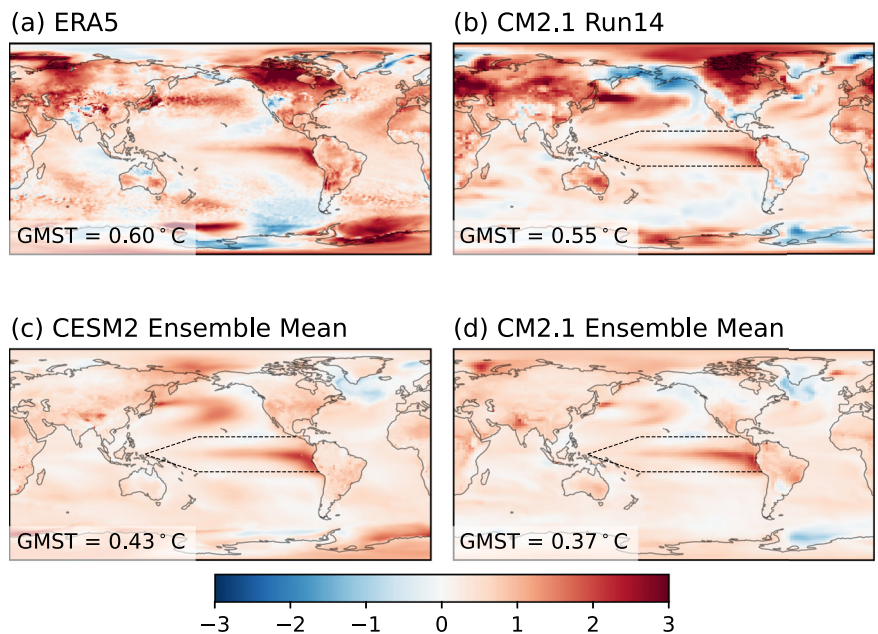 (a) ERA5
(b) CM2.1 Run14
GMST = 0.60°C
GMST = 0.55°C
(c) CESM2 Ensemble Mean
(d) CM2.1 Ensemble Mean
GMST = 0.43°C
GMST = 0.37°C
−3 −2 −1 0 1 2 3